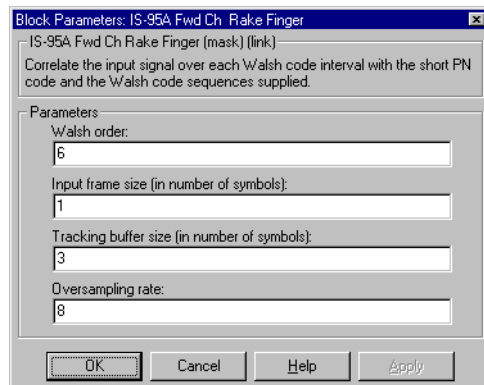 Block Parameters: IS-95A Fwd Ch Rake Finger
IS-95A Fwd Ch Rake Finger (mask) (link)
Correlate the input signal over each Walsh code interval with the short PN
code and the Walsh code sequences supplied.
Parameters
Walsh order:
6
Input frame size (in number of symbols):
1
Tracking buffer size (in number of symbols):
3
Oversampling rate:
8
OK Cancel Help Apply